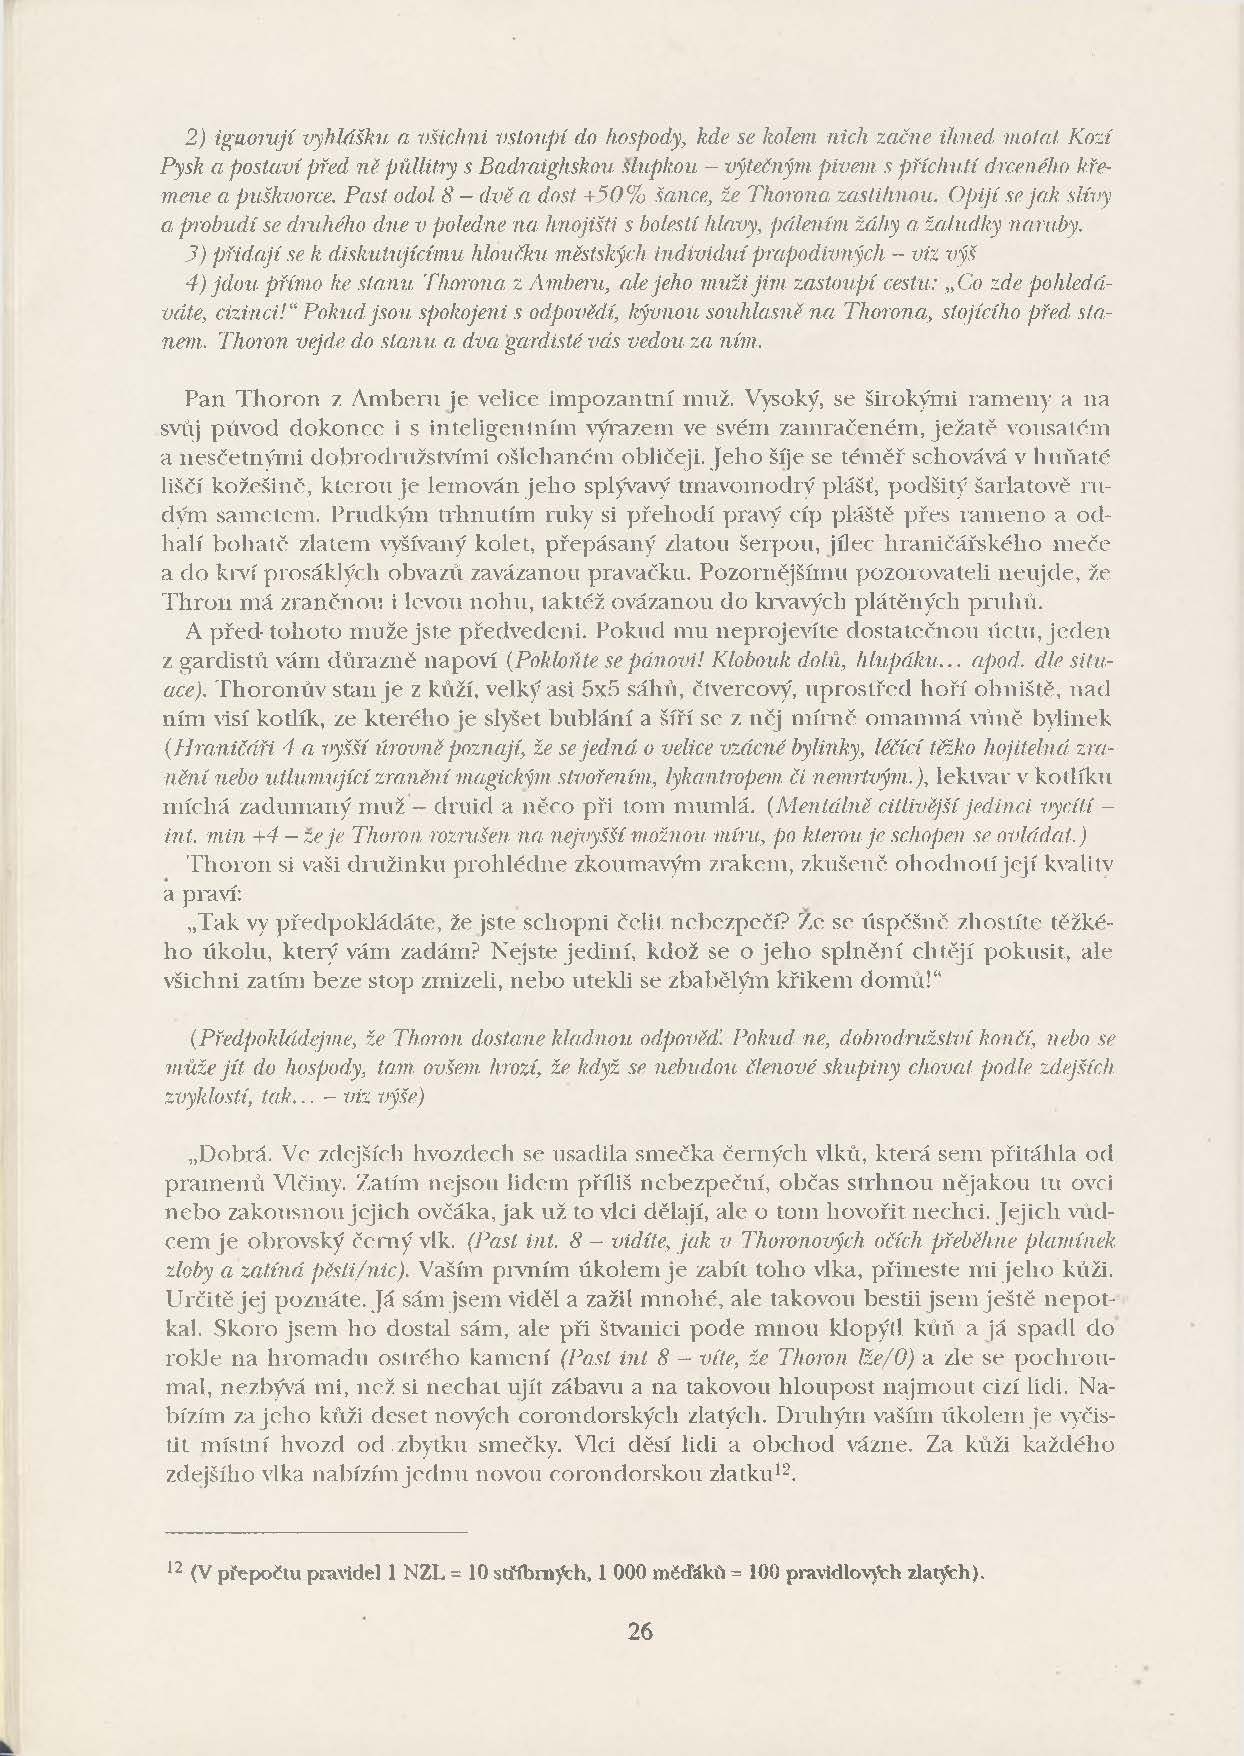 2) ignorují vyhlášku a všichni vstoupí do hospody, kde se kolem nich začne ihned motat Kozí
Pysk a postaví před ně půllitry s Badraighskou šlupkou – výtečným pivem s příchutí drceného kře-
mene a puškvorce. Past odol 8 – dvě a dost +50% šance, že Thorona zastihnou. Opijí se jak slívy
a probudí se druhého dne v poledne na hnojišti s bolestí hlavy, pálením žáhy a žaludky naruby.
3) přidají se k diskutujícímu hloučku městských individuí prapodivných – viz výš
4) jdou přímo ke stanu Thorona z Amberu, ale jeho muži jim zastoupí cestu: „Co zde pohledá-
váte, cizinci!“ Pokud jsou spokojeni s odpovědí, kývnou souhlasně na Thorona, stojícího před sta-
nem. Thoron vejde do stanu a dva gardisté vás vedou za ním.
Pan Thoron z Amberu je velice impozantní muž. Vysoký, se širokými rameny a na
svůj původ dokonce i s inteligentním výrazem ve svém zamračeném, ježatě vousatém
a nesčetnými dobrodružstvími ošlehaném obličeji. Jeho šíje se téměř schovává v huňaté
liščí kožešině, kterou je lemován jeho splývavý tmavomodrý plášť, podšitý šarlatově ru-
dým sametem. Prudkým trhnutím ruky si přehodí pravý cíp pláště přes rameno a od-
halí bohatě zlatem vyšívaný kolet, přepásaný zlatou šerpou, jílec hraničářského meče
a do krví prosáklých obvazů zavázanou pravačku. Pozornějšímu pozorovateli neujde, že
Thron má zraněnou i levou nohu, taktéž ovázanou do krvavých plátěných pruhů.
A před tohoto muže jste předvedeni. Pokud mu neprojevíte dostatečnou úctu, jeden
z gardistů vám důrazně napoví (Pokloňte se pánovi! Klobouk dolů, hlupáku... apod. dle situ-
ace). Thoronův stan je z kůží, velký asi 5x5 sáhů, čtvercový, uprostřed hoří ohniště, nad
ním visí kotlík, ze kterého je slyšet bublání a šíří se z něj mírně omamná vůně bylinek
(Hraničáři 4 a vyšší úrovně poznají, že se jedná o velice vzácné bylinky, léčící těžko hojitelná zra-
nění nebo utlumující zranění magickým stvořením, lykantropem či nemrtvým.), lektvar v kotlíku
míchá zadumaný muž – druid a něco při tom mumlá. (Mentálně citlivější jedinci vycítí –
int. min +4 – že je Thoron rozrušen na nejvyšší možnou míru, po kterou je schopen se ovládat.)
Thoron si vaši družinku prohlédne zkoumavým zrakem, zkušeně ohodnotí její kvality
a praví:
„Tak vy předpokládáte, že jste schopni čelit nebezpečí? Že se úspěšně zhostíte těžké-
ho úkolu, který vám zadám? Nejste jediní, kdož se o jeho splnění chtějí pokusit, ale
všichni zatím beze stop zmizeli, nebo utekli se zbabělým křikem domů!“
(Předpokládejme, že Thoron dostane kladnou odpověď. Pokud ne, dobrodružství končí, nebo se
může jít do hospody, tam ovšem hrozí, že když se nebudou členové skupiny chovat podle zdejších
zvyklostí, tak... – viz výše)
„Dobrá. Ve zdejších hvozdech se usadila smečka černých vlků, která sem přitáhla od
pramenů Vlčiny. Zatím nejsou lidem příliš nebezpeční, občas strhnou nějakou tu ovci
nebo zakousnou jejich ovčáka, jak už to vlci dělají, ale o tom hovořit nechci. Jejich vůd-
cem je obrovský černý vlk. (Past int. 8 – vidíte, jak v Thoronových očích přeběhne plamínek
zloby a zatíná pěsti/nic). Vaším prvním úkolem je zabít toho vlka, přineste mi jeho kůži.
Určitě jej poznáte. Já sám jsem viděl a zažil mnohé, ale takovou bestii jsem ještě nepot-
kal. Skoro jsem ho dostal sám, ale při štvanici pode mnou klopýtl kůň a já spadl do
rokle na hromadu ostrého kamení (Past int 8 – víte, že Thoron lže/0) a zle se pochrou-
mal, nezbývá mi, než si nechat ujít zábavu a na takovou hloupost najmout cizí lidi. Na-
bízím za jeho kůži deset nových corondorských zlatých. Druhým vaším úkolem je vyčis-
tit místní hvozd od zbytku smečky. Vlci děsí lidi a obchod vázne. Za kůži každého
zdejšího vlka nabízím jednu novou corondorskou zlatku¹².
¹² (V přepočtu pravidel 1 NZL = 10 stříbrných, 1 000 měďáků = 100 pravidlových zlatých).
26